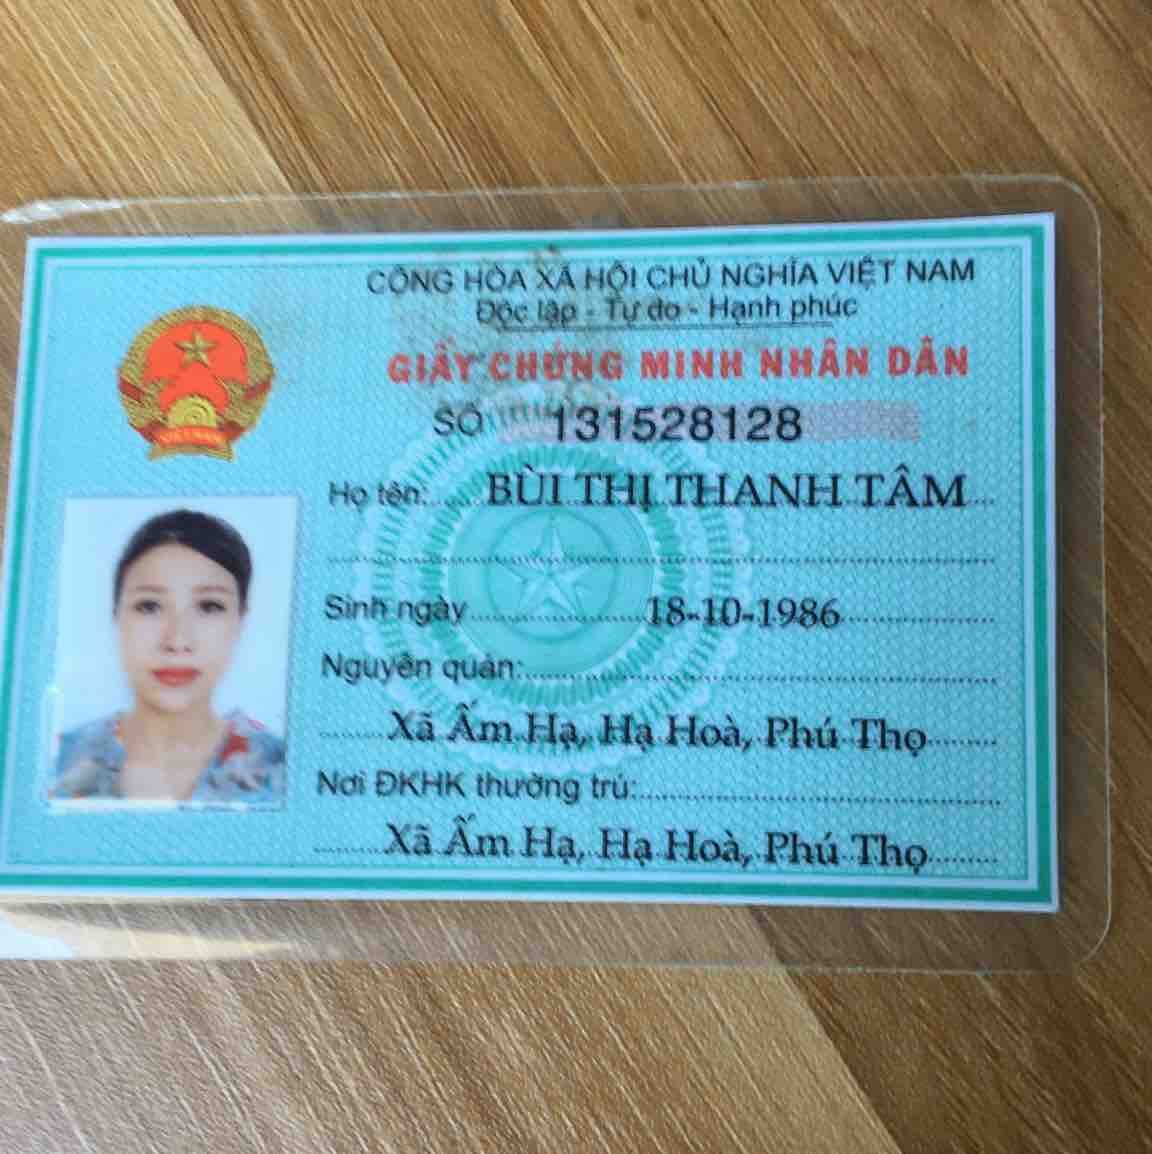 CỘNG HÒA XÃ HỘI CHỦ NGHĨA VIỆT NAM
Độc lập - Tự do - Hạnh phúc
GIẤY CHỨNG MINH NHÂN DÂN
SỐ 131528128
Họ tên: BÙI THỊ THANH TÂM
Sinh ngày 18-10-1986
Nguyên quán:
Xã Ấm Hạ, Hạ Hoà, Phú Thọ
Nơi ĐKHK thường trú:
Xã Ấm Hạ, Hạ Hoà, Phú Thọ
VIET NAM